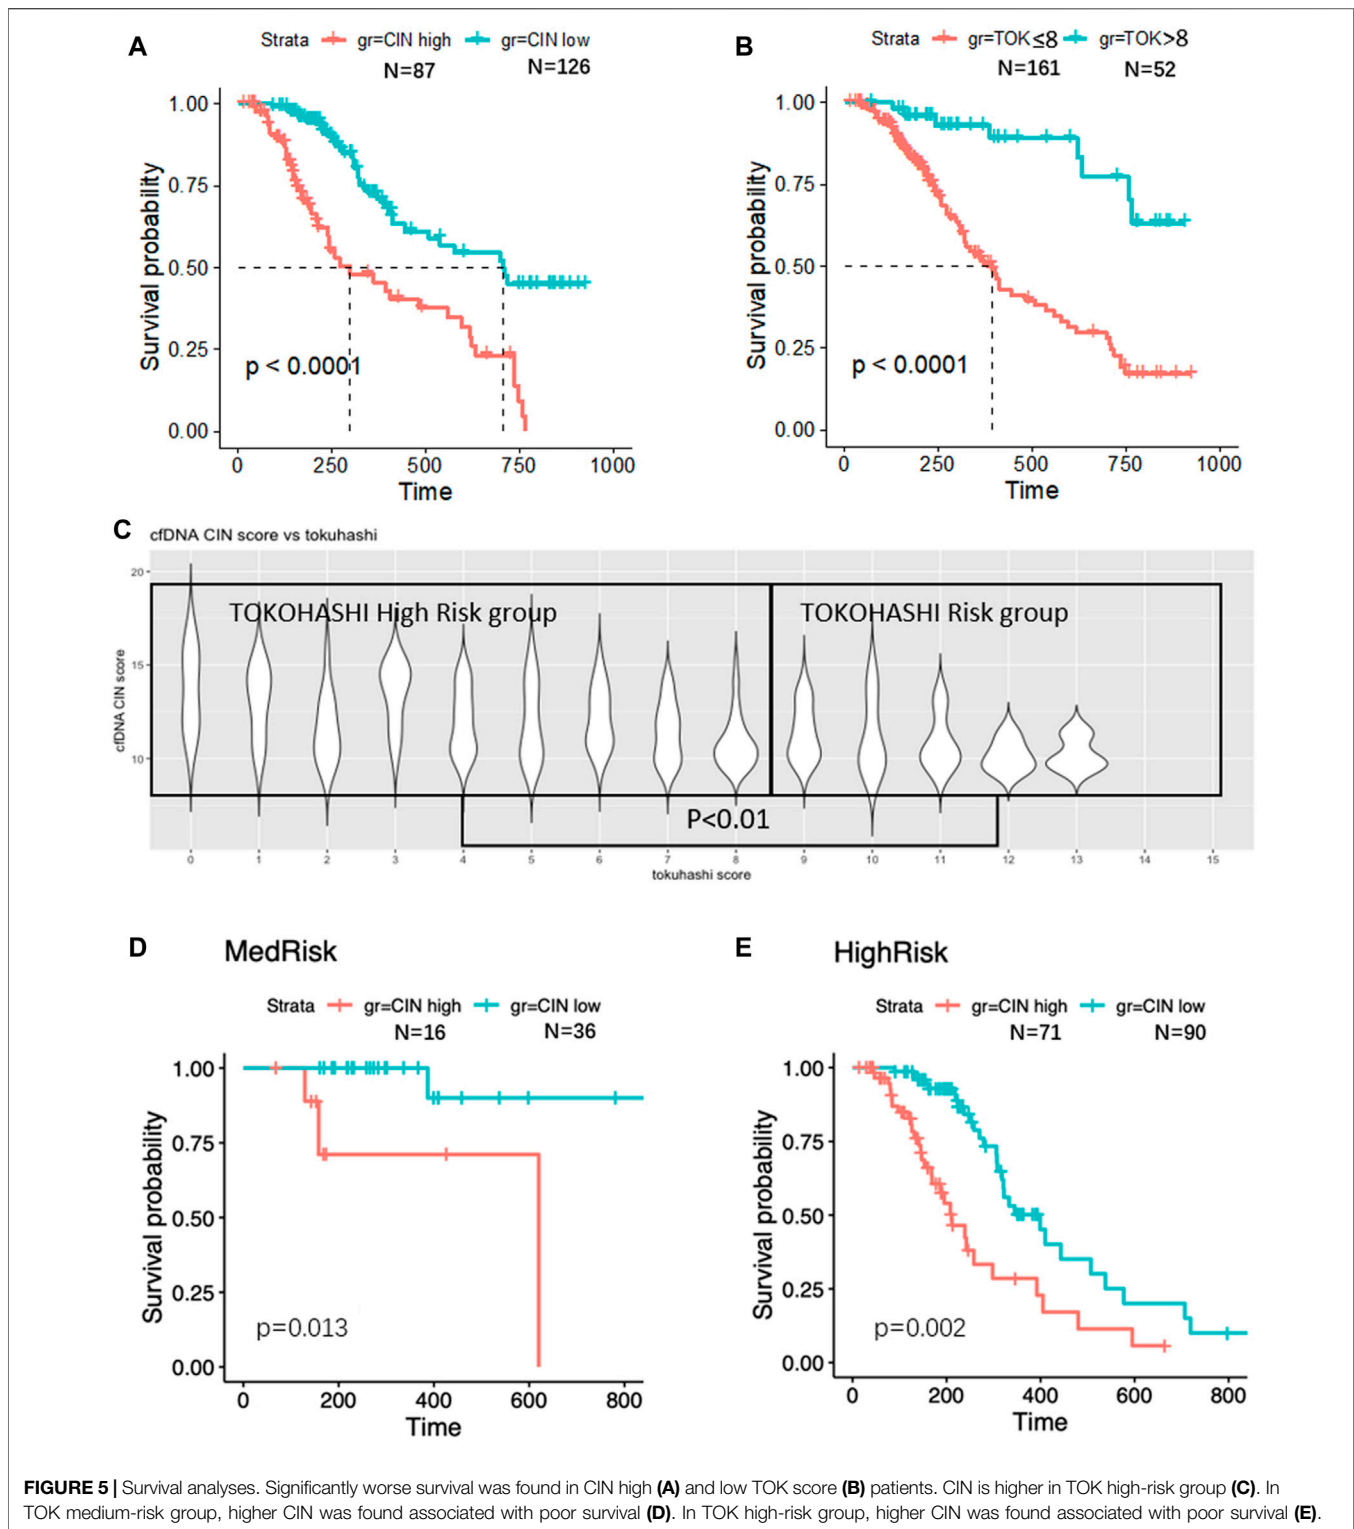 A
Strata gr=CIN high gr=CIN low
N=87 N=126
1.00
0.75
0.50
0.25
0.00
Survival probability
p < 0.0001
0 250 500 750 1000
Time
B
Strata gr=TOK≤8 gr=TOK>8
N=161 N=52
1.00
0.75
0.50
0.25
0.00
Survival probability
p < 0.0001
0 250 500 750 1000
Time
C
cfDNA CIN score vs tokuhashi
20
15
10
cfDNA CIN score
TOKOHASHI High Risk group TOKOHASHI Risk group
P<0.01
0 1 2 3 4 5 6 7 8 9 10 11 12 13 14 15
tokuhashi score
D MedRisk
Strata gr=CIN high gr=CIN low
N=16 N=36
1.00
0.75
0.50
0.25
0.00
Survival probability
p=0.013
0 200 400 600 800
Time
E HighRisk
Strata gr=CIN high gr=CIN low
N=71 N=90
1.00
0.75
0.50
0.25
0.00
Survival probability
p=0.002
0 200 400 600 800
Time
FIGURE 5 | Survival analyses. Significantly worse survival was found in CIN high (A) and low TOK score (B) patients. CIN is higher in TOK high-risk group (C). In
TOK medium-risk group, higher CIN was found associated with poor survival (D). In TOK high-risk group, higher CIN was found associated with poor survival (E).